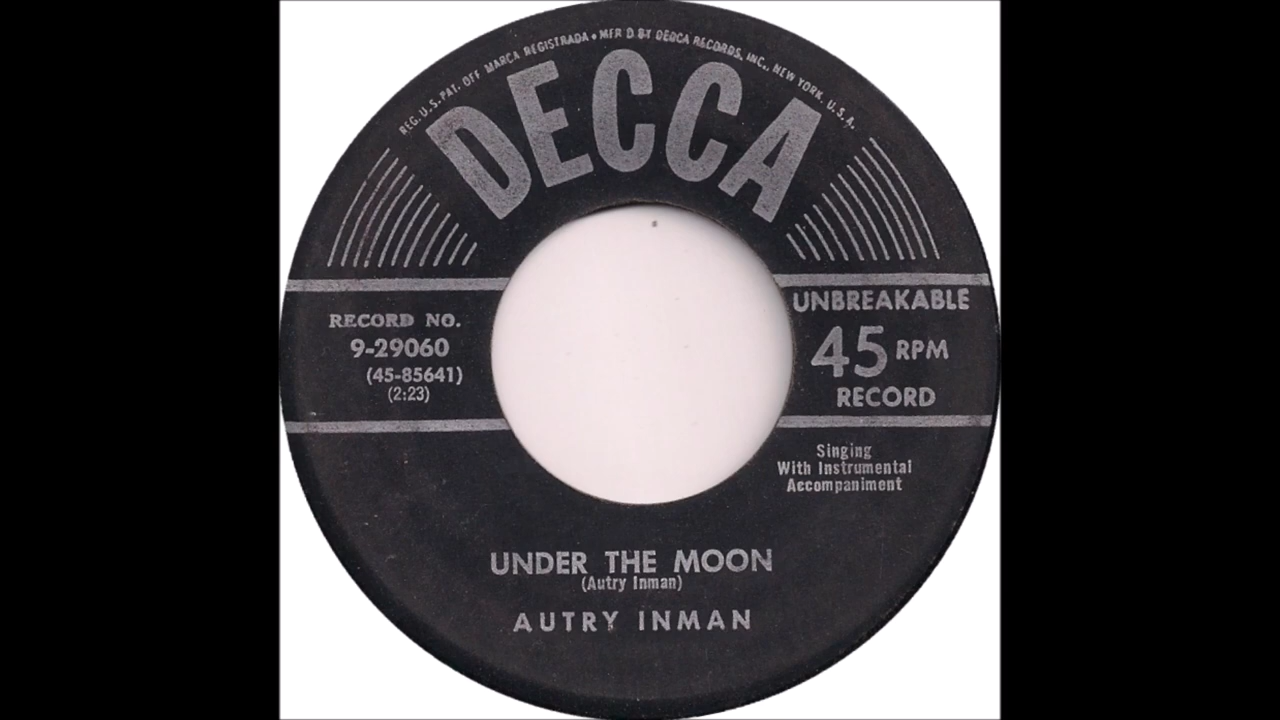 REG. U.S. PAT. OFF MARCA REGISTRADA • MFR D BY DECCA RECORDS, INC., NEW YORK. U.S.A.
DECCA
RECORD NO.
9-29060
(45-85641)
(2:23)
UNBREAKABLE
45 RPM
RECORD
Singing
With Instrumental
Accompaniment
UNDER THE MOON
(Autry Inman)
AUTRY INMAN